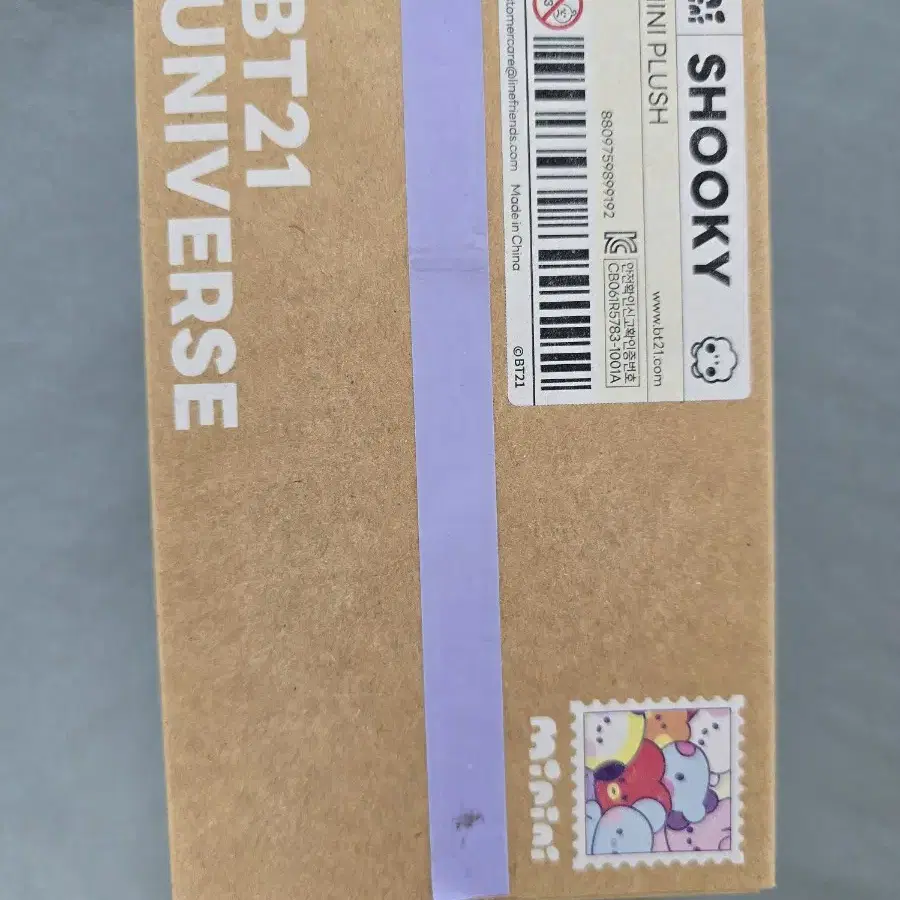 BT21
UNIVERSE
SHOOKY
INI PLUSH
www.bt21.com
안전확인신고확인증번호
CB061R5783-1001A
8809759899192
stomercare@linefriends.com Made in China
©BT21
minini